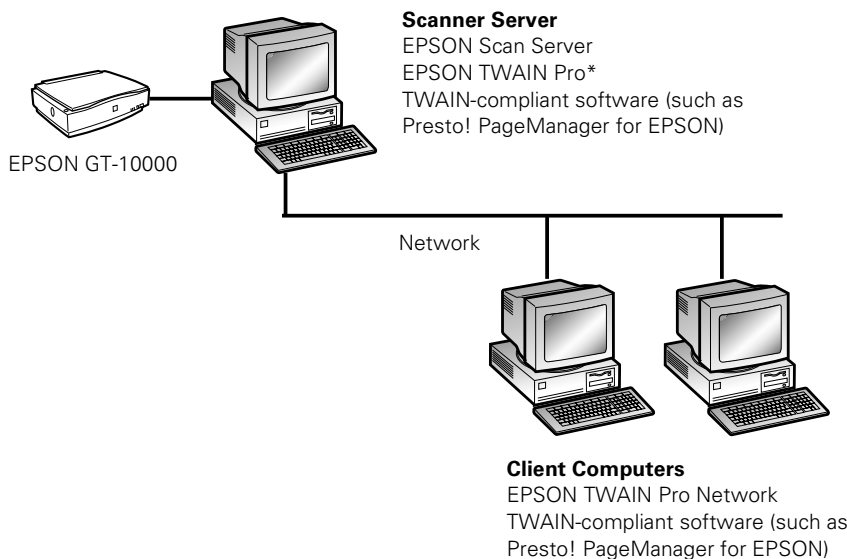 Scanner Server
EPSON Scan Server
EPSON TWAIN Pro*
TWAIN-compliant software (such as
Presto! PageManager for EPSON)
EPSON GT-10000
Network
Client Computers
EPSON TWAIN Pro Network
TWAIN-compliant software (such as
Presto! PageManager for EPSON)